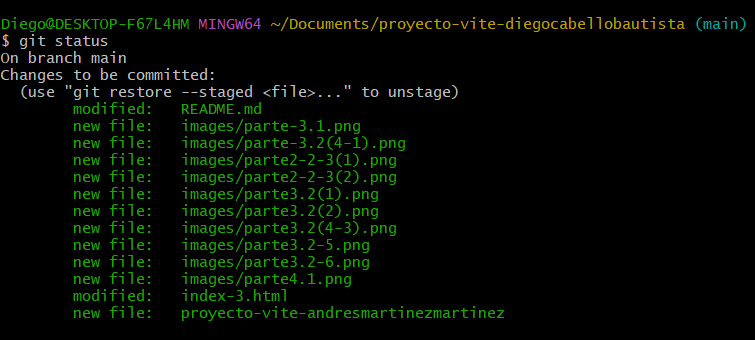 Diego@DESKTOP-F67L4HM MINGW64 ~/Documents/proyecto-vite-diegocabellobautista (main)
$ git status
On branch main
Changes to be committed:
  (use "git restore --staged <file>..." to unstage)
        modified:   README.md
        new file:   images/parte-3.1.png
        new file:   images/parte-3.2(4-1).png
        new file:   images/parte2-2-3(1).png
        new file:   images/parte2-2-3(2).png
        new file:   images/parte3.2(1).png
        new file:   images/parte3.2(2).png
        new file:   images/parte3.2(4-3).png
        new file:   images/parte3.2-5.png
        new file:   images/parte3.2-6.png
        new file:   images/parte4.1.png
        modified:   index-3.html
        new file:   proyecto-vite-andresmartinezmartinez